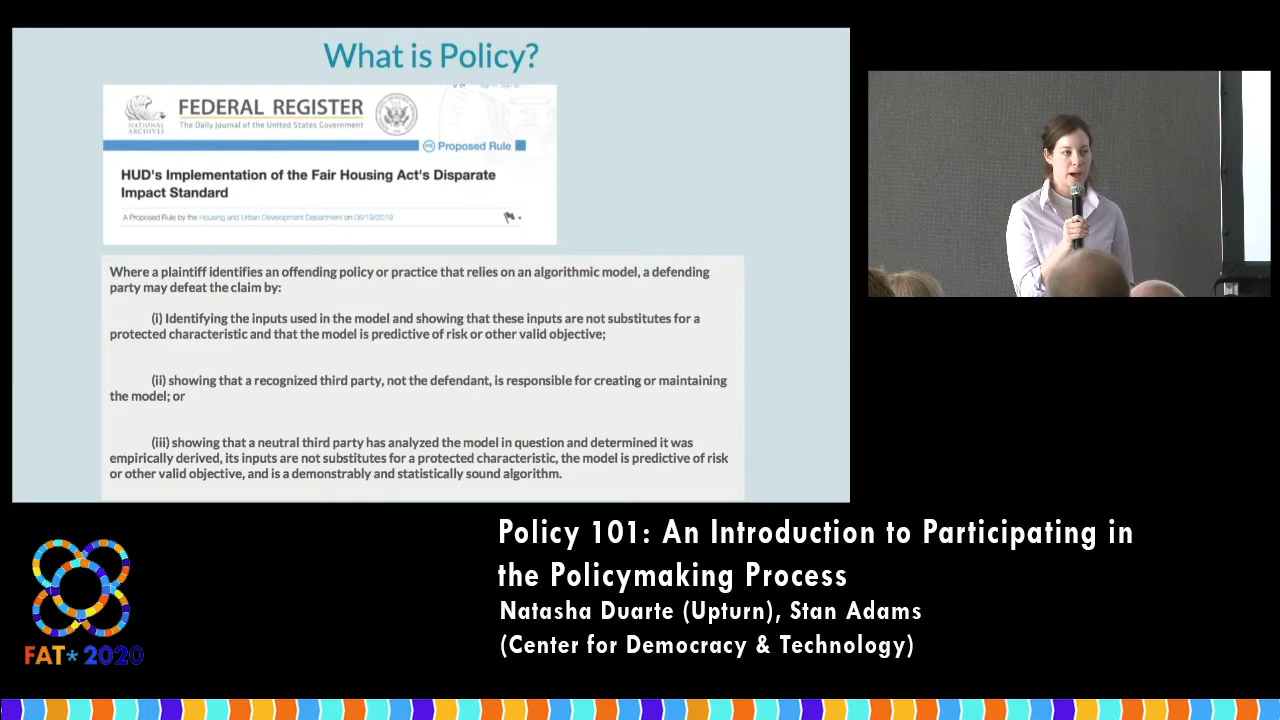 What is Policy?
NATIONAL
ARCHIVES
FEDERAL REGISTER
The Daily Journal of the United States Government
PR Proposed Rule
HUD's Implementation of the Fair Housing Act's Disparate
Impact Standard
A Proposed Rule by the Housing and Urban Development Department on 08/19/2019
Where a plaintiff identifies an offending policy or practice that relies on an algorithmic model, a defending
party may defeat the claim by:
(i) Identifying the inputs used in the model and showing that these inputs are not substitutes for a
protected characteristic and that the model is predictive of risk or other valid objective;
(ii) showing that a recognized third party, not the defendant, is responsible for creating or maintaining
the model; or
(iii) showing that a neutral third party has analyzed the model in question and determined it was
empirically derived, its inputs are not substitutes for a protected characteristic, the model is predictive of risk
or other valid objective, and is a demonstrably and statistically sound algorithm.
Policy 101: An Introduction to Participating in
the Policymaking Process
Natasha Duarte (Upturn), Stan Adams
(Center for Democracy & Technology)
FAT* 2020